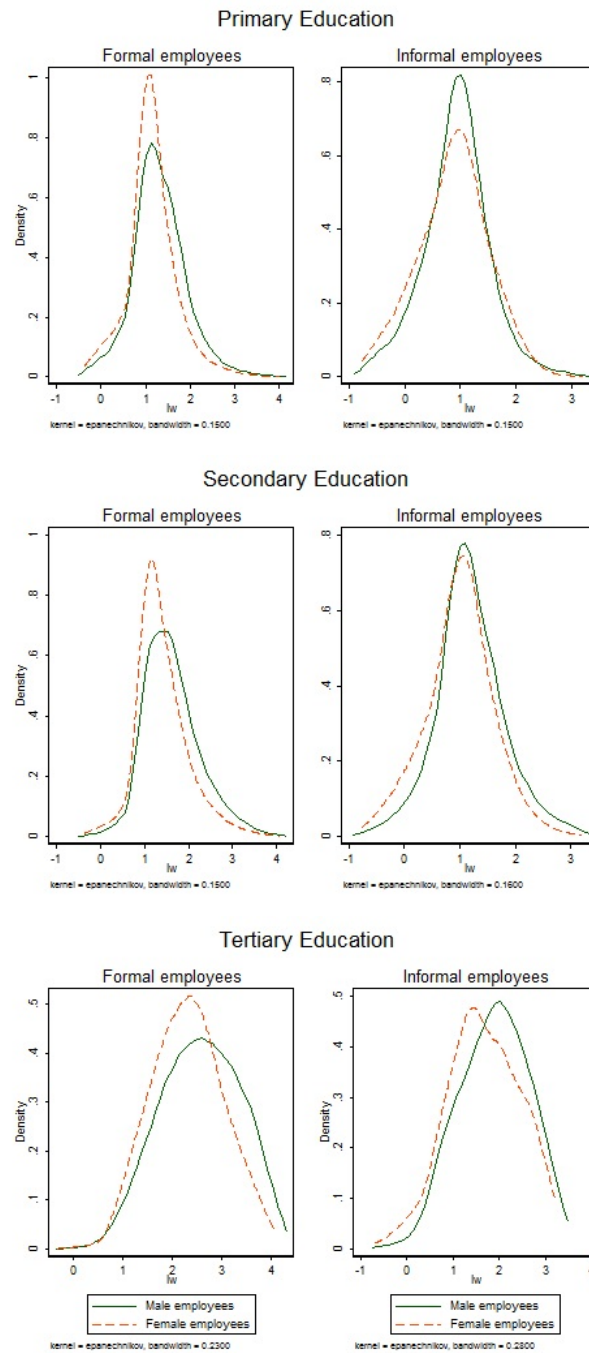 Primary Education
Formal employees
Informal employees
Density
0 .2 .4 .6 .8 1
-1 0 1 2 3 4
lw
kernel = epanechnikov, bandwidth = 0.1500
Density
0 .2 .4 .6 .8
-1 0 1 2 3
lw
kernel = epanechnikov, bandwidth = 0.1500
Secondary Education
Formal employees
Informal employees
Density
0 .2 .4 .6 .8 1
-1 0 1 2 3 4
lw
kernel = epanechnikov, bandwidth = 0.1500
Density
0 .2 .4 .6 .8
-1 0 1 2 3
lw
kernel = epanechnikov, bandwidth = 0.1600
Tertiary Education
Formal employees
Informal employees
Density
0 .1 .2 .3 .4 .5
0 1 2 3 4
lw
Male employees
Female employees
kernel = epanechnikov, bandwidth = 0.2300
Density
0 .1 .2 .3 .4 .5
-1 0 1 2 3 4
lw
Male employees
Female employees
kernel = epanechnikov, bandwidth = 0.2800